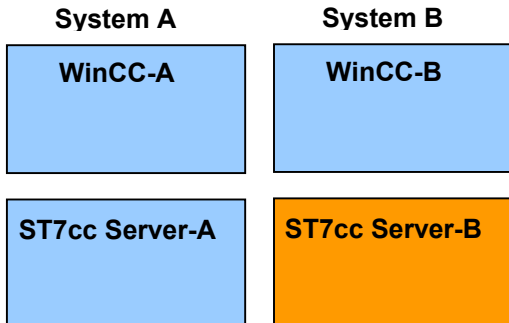 System A System B
WinCC-A WinCC-B
ST7cc Server-A ST7cc Server-B